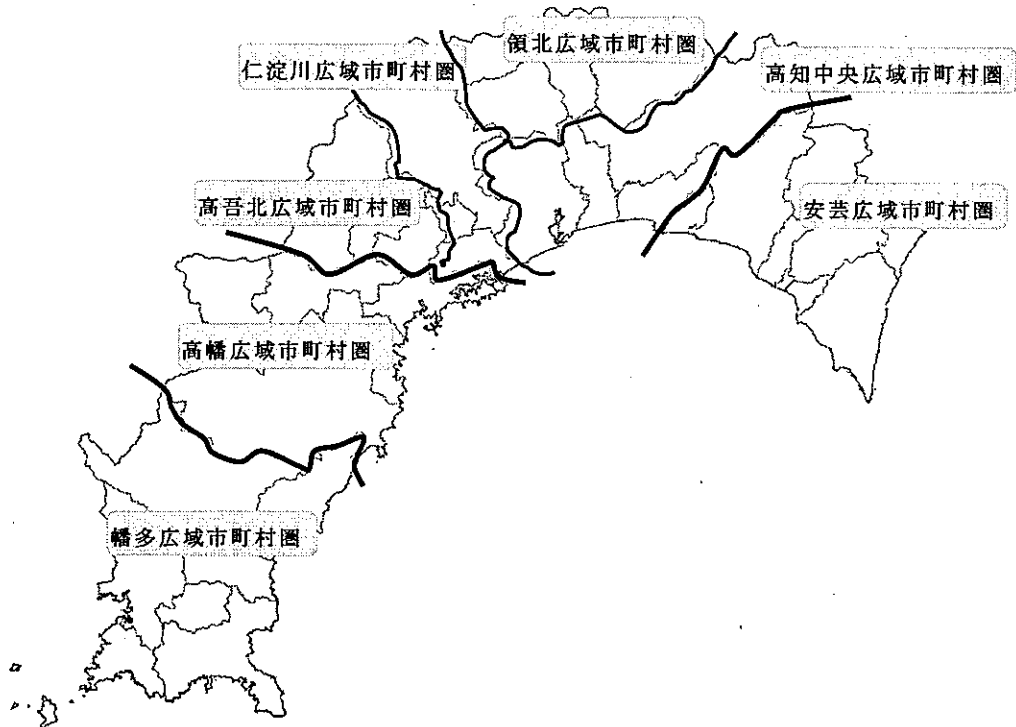 領北広域市町村圏
仁淀川広域市町村圏
高知中央広域市町村圏
高吾北広域市町村圏
安芸広域市町村圏
高幡広域市町村圏
幡多広域市町村圏